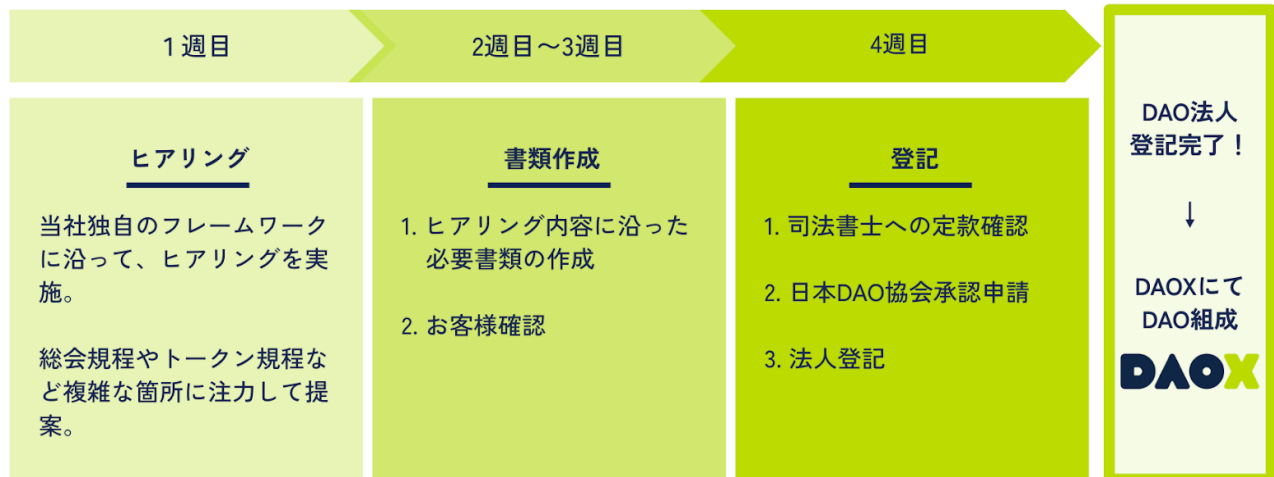 1週目
2週目〜3週目
4週目
ヒアリング
当社独自のフレームワーク
に沿って、ヒアリングを実
施。
総会規程やトークン規程な
ど複雑な箇所に注力して提
案。
書類作成
1. ヒアリング内容に沿った
必要書類の作成
2. お客様確認
登記
1. 司法書士への定款確認
2. 日本DAO協会承認申請
3. 法人登記
DAO法人
登記完了！
↓
DAOXにて
DAO組成
DAOX